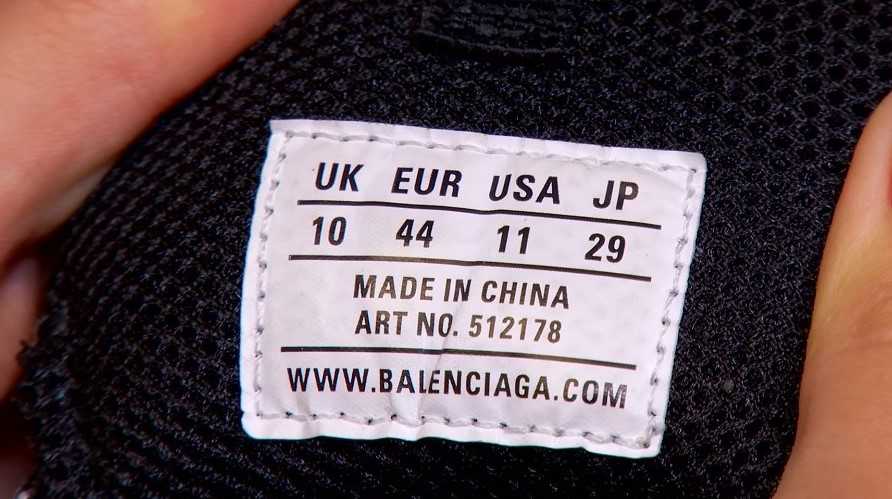 UK EUR USA JP
10 44 11 29
MADE IN CHINA
ART NO. 512178
WWW.BALENCIAGA.COM